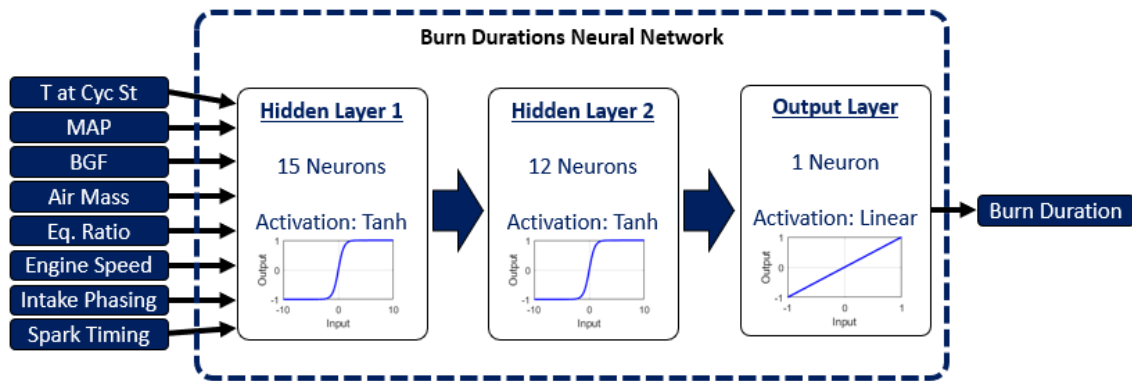 Burn Durations Neural Network
T at Cyc St
MAP
BGF
Air Mass
Eq. Ratio
Engine Speed
Intake Phasing
Spark Timing
Hidden Layer 1
15 Neurons
Activation: Tanh
1
0
-1
Output
-10
0
10
Input
Hidden Layer 2
12 Neurons
Activation: Tanh
1
0
-1
Output
-10
0
10
Input
Output Layer
1 Neuron
Activation: Linear
1
0
-1
Output
-1
0
1
Input
Burn Duration